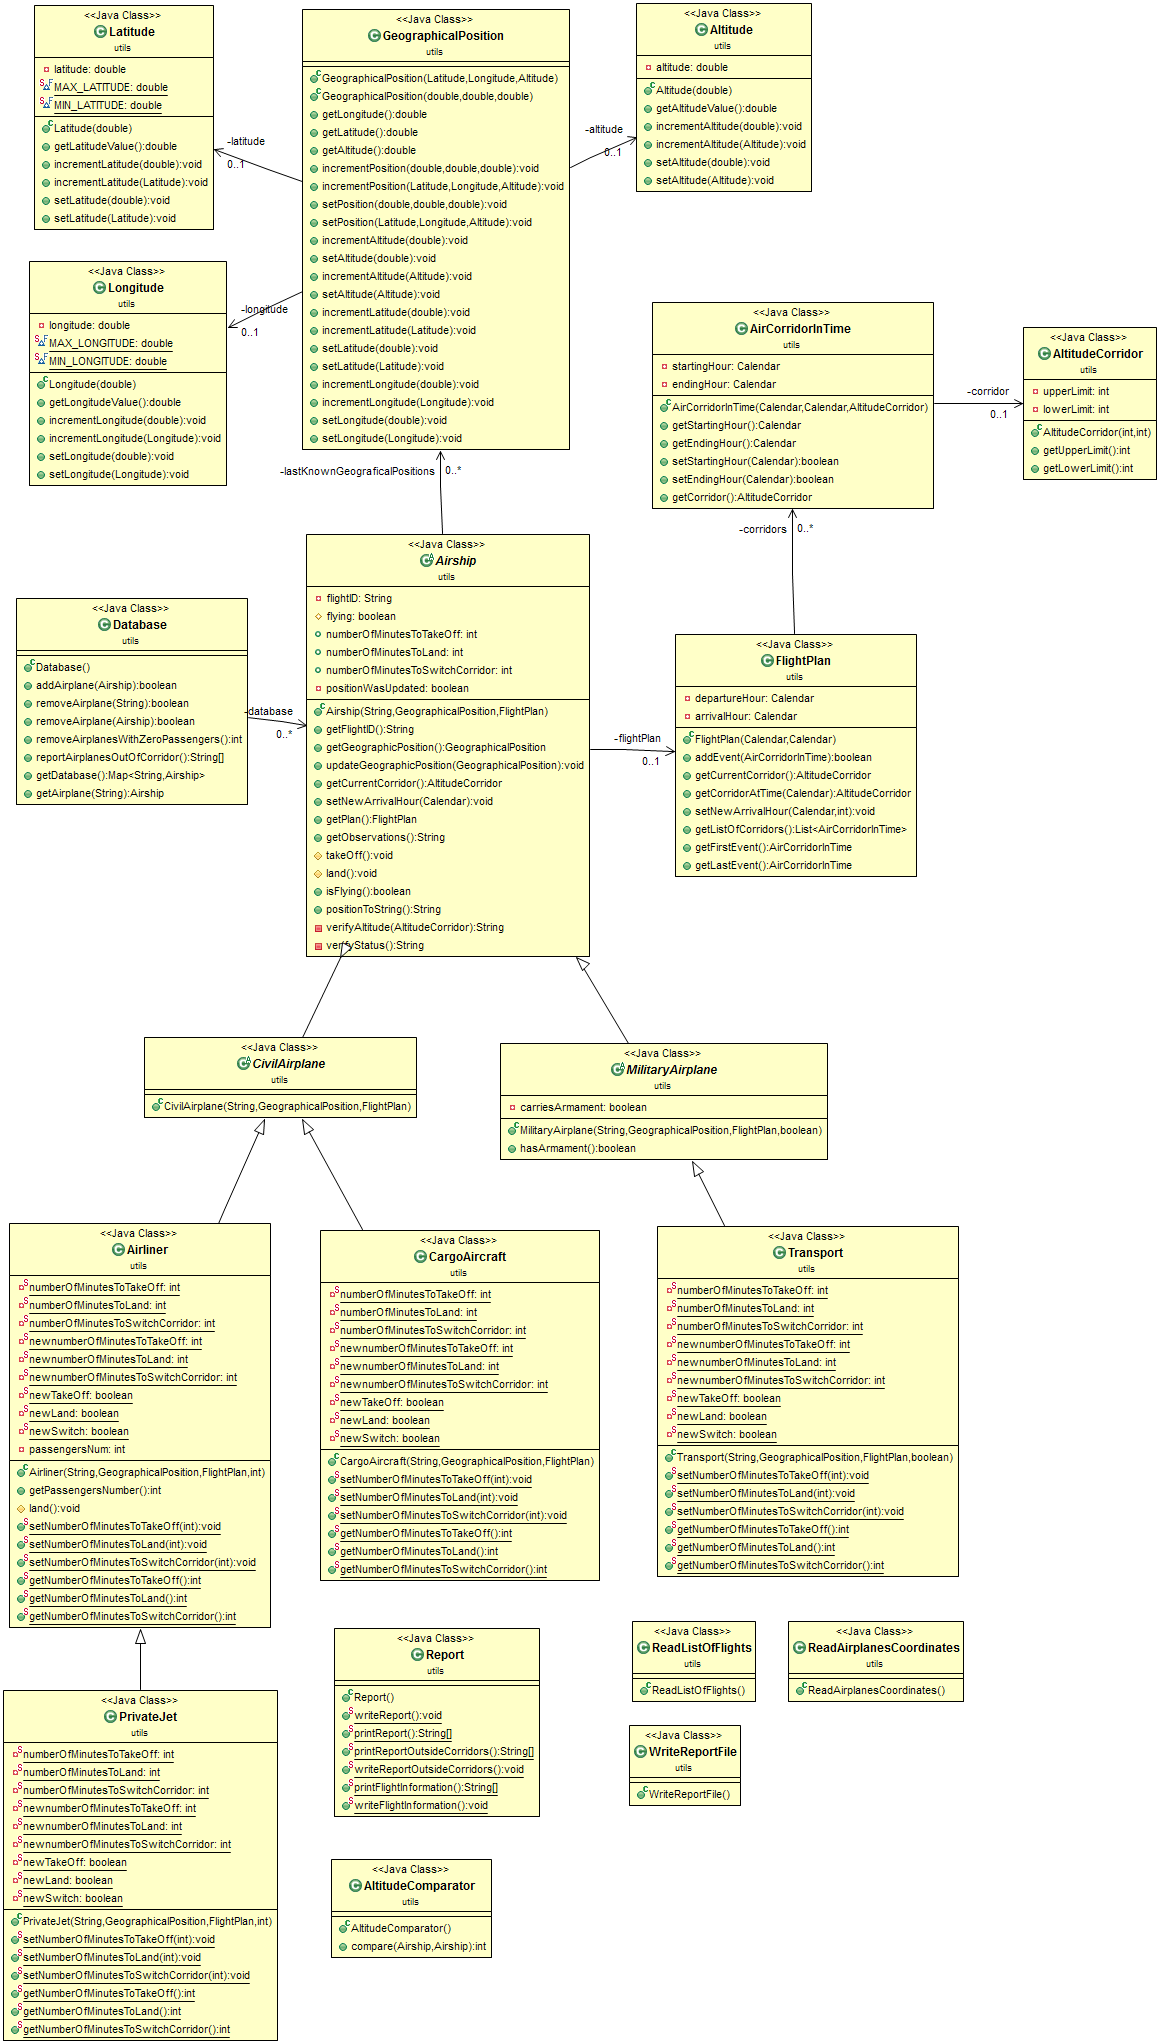 <<Java Class>>
Latitude
utils
latitude: double
MAX_LATITUDE: double
MIN_LATITUDE: double
Latitude(double)
getLatitudeValue():double
incrementLatitude(double):void
incrementLatitude(Latitude):void
setLatitude(double):void
setLatitude(Latitude):void
<<Java Class>>
GeographicalPosition
utils
GeographicalPosition(Latitude,Longitude,Altitude)
GeographicalPosition(double,double,double)
getLongitude():double
getLatitude():double
getAltitude():double
incrementPosition(double,double,double):void
incrementPosition(Latitude,Longitude,Altitude):void
setPosition(double,double,double):void
setPosition(Latitude,Longitude,Altitude):void
incrementAltitude(double):void
setAltitude(double):void
incrementAltitude(Altitude):void
setAltitude(Altitude):void
incrementLatitude(double):void
incrementLatitude(Latitude):void
setLatitude(double):void
setLatitude(Latitude):void
incrementLongitude(double):void
incrementLongitude(Longitude):void
setLongitude(double):void
setLongitude(Longitude):void
<<Java Class>>
Altitude
utils
altitude: double
Altitude(double)
getAltitudeValue():double
incrementAltitude(double):void
incrementAltitude(Altitude):void
setAltitude(double):void
setAltitude(Altitude):void
-latitude
0..1
-altitude
0..1
<<Java Class>>
Longitude
utils
longitude: double
MAX_LONGITUDE: double
MIN_LONGITUDE: double
Longitude(double)
getLongitudeValue():double
incrementLongitude(double):void
incrementLongitude(Longitude):void
setLongitude(double):void
setLongitude(Longitude):void
-longitude
0..1
<<Java Class>>
AirCorridorInTime
utils
startingHour: Calendar
endingHour: Calendar
AirCorridorInTime(Calendar,Calendar,AltitudeCorridor)
getStartingHour():Calendar
getEndingHour():Calendar
setStartingHour(Calendar):boolean
setEndingHour(Calendar):boolean
getCorridor():AltitudeCorridor
-corridor
0..1
<<Java Class>>
AltitudeCorridor
utils
upperLimit: int
lowerLimit: int
AltitudeCorridor(int,int)
getUpperLimit():int
getLowerLimit():int
-lastKnownGeograficalPositions
0..*
-corridors
0..*
<<Java Class>>
Database
utils
Database()
addAirplane(Airship):boolean
removeAirplane(String):boolean
removeAirplane(Airship):boolean
removeAirplanesWithZeroPassengers():int
reportAirplanesOutOfCorridor():String[]
getDatabase():Map<String,Airship>
getAirplane(String):Airship
-database
0..*
<<Java Class>>
Airship
utils
flightID: String
flying: boolean
numberOfMinutesToTakeOff: int
numberOfMinutesToLand: int
numberOfMinutesToSwitchCorridor: int
positionWasUpdated: boolean
Airship(String,GeographicalPosition,FlightPlan)
getFlightID():String
getGeographicPosition():GeographicalPosition
updateGeographicPosition(GeographicalPosition):void
getCurrentCorridor():AltitudeCorridor
setNewArrivalHour(Calendar):void
getPlan():FlightPlan
getObservations():String
takeOff():void
land():void
isFlying():boolean
positionToString():String
verifyAltitude(AltitudeCorridor):String
verifyStatus():String
-flightPlan
0..1
<<Java Class>>
FlightPlan
utils
departureHour: Calendar
arrivalHour: Calendar
FlightPlan(Calendar,Calendar)
addEvent(AirCorridorInTime):boolean
getCurrentCorridor():AltitudeCorridor
getCorridorAtTime(Calendar):AltitudeCorridor
setNewArrivalHour(Calendar,int):void
getListOfCorridors():List<AirCorridorInTime>
getFirstEvent():AirCorridorInTime
getLastEvent():AirCorridorInTime
<<Java Class>>
CivilAirplane
utils
CivilAirplane(String,GeographicalPosition,FlightPlan)
<<Java Class>>
MilitaryAirplane
utils
carriesArmament: boolean
MilitaryAirplane(String,GeographicalPosition,FlightPlan,boolean)
hasArmament():boolean
<<Java Class>>
Airliner
utils
numberOfMinutesToTakeOff: int
numberOfMinutesToLand: int
numberOfMinutesToSwitchCorridor: int
newnumberOfMinutesToTakeOff: int
newnumberOfMinutesToLand: int
newnumberOfMinutesToSwitchCorridor: int
newTakeOff: boolean
newLand: boolean
newSwitch: boolean
passengersNum: int
Airliner(String,GeographicalPosition,FlightPlan,int)
getPassengersNumber():int
land():void
setNumberOfMinutesToTakeOff(int):void
setNumberOfMinutesToLand(int):void
setNumberOfMinutesToSwitchCorridor(int):void
getNumberOfMinutesToTakeOff():int
getNumberOfMinutesToLand():int
getNumberOfMinutesToSwitchCorridor():int
<<Java Class>>
CargoAircraft
utils
numberOfMinutesToTakeOff: int
numberOfMinutesToLand: int
numberOfMinutesToSwitchCorridor: int
newnumberOfMinutesToTakeOff: int
newnumberOfMinutesToLand: int
newnumberOfMinutesToSwitchCorridor: int
newTakeOff: boolean
newLand: boolean
newSwitch: boolean
CargoAircraft(String,GeographicalPosition,FlightPlan)
setNumberOfMinutesToTakeOff(int):void
setNumberOfMinutesToLand(int):void
setNumberOfMinutesToSwitchCorridor(int):void
getNumberOfMinutesToTakeOff():int
getNumberOfMinutesToLand():int
getNumberOfMinutesToSwitchCorridor():int
<<Java Class>>
Transport
utils
numberOfMinutesToTakeOff: int
numberOfMinutesToLand: int
numberOfMinutesToSwitchCorridor: int
newnumberOfMinutesToTakeOff: int
newnumberOfMinutesToLand: int
newnumberOfMinutesToSwitchCorridor: int
newTakeOff: boolean
newLand: boolean
newSwitch: boolean
Transport(String,GeographicalPosition,FlightPlan,boolean)
setNumberOfMinutesToTakeOff(int):void
setNumberOfMinutesToLand(int):void
setNumberOfMinutesToSwitchCorridor(int):void
getNumberOfMinutesToTakeOff():int
getNumberOfMinutesToLand():int
getNumberOfMinutesToSwitchCorridor():int
<<Java Class>>
PrivateJet
utils
numberOfMinutesToTakeOff: int
numberOfMinutesToLand: int
numberOfMinutesToSwitchCorridor: int
newnumberOfMinutesToTakeOff: int
newnumberOfMinutesToLand: int
newnumberOfMinutesToSwitchCorridor: int
newTakeOff: boolean
newLand: boolean
newSwitch: boolean
PrivateJet(String,GeographicalPosition,FlightPlan,int)
setNumberOfMinutesToTakeOff(int):void
setNumberOfMinutesToLand(int):void
setNumberOfMinutesToSwitchCorridor(int):void
getNumberOfMinutesToTakeOff():int
getNumberOfMinutesToLand():int
getNumberOfMinutesToSwitchCorridor():int
<<Java Class>>
Report
utils
Report()
writeReport():void
printReport():String[]
printReportOutsideCorridors():String[]
writeReportOutsideCorridors():void
printFlightInformation():String[]
writeFlightInformation():void
<<Java Class>>
ReadListOfFlights
utils
ReadListOfFlights()
<<Java Class>>
ReadAirplanesCoordinates
utils
ReadAirplanesCoordinates()
<<Java Class>>
WriteReportFile
utils
WriteReportFile()
<<Java Class>>
AltitudeComparator
utils
AltitudeComparator()
compare(Airship,Airship):int